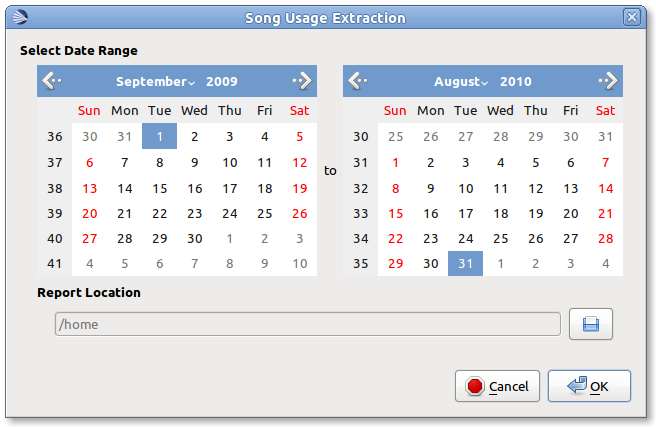 Song Usage Extraction
Select Date Range
September 2009
Sun Mon Tue Wed Thu Fri Sat
36 30 31 1 2 3 4 5
37 6 7 8 9 10 11 12
38 13 14 15 16 17 18 19
39 20 21 22 23 24 25 26
40 27 28 29 30 1 2 3
41 4 5 6 7 8 9 10
to
August 2010
Sun Mon Tue Wed Thu Fri Sat
30 25 26 27 28 29 30 31
31 1 2 3 4 5 6 7
32 8 9 10 11 12 13 14
33 15 16 17 18 19 20 21
34 22 23 24 25 26 27 28
35 29 30 31 1 2 3 4
Report Location
/home
Cancel
OK